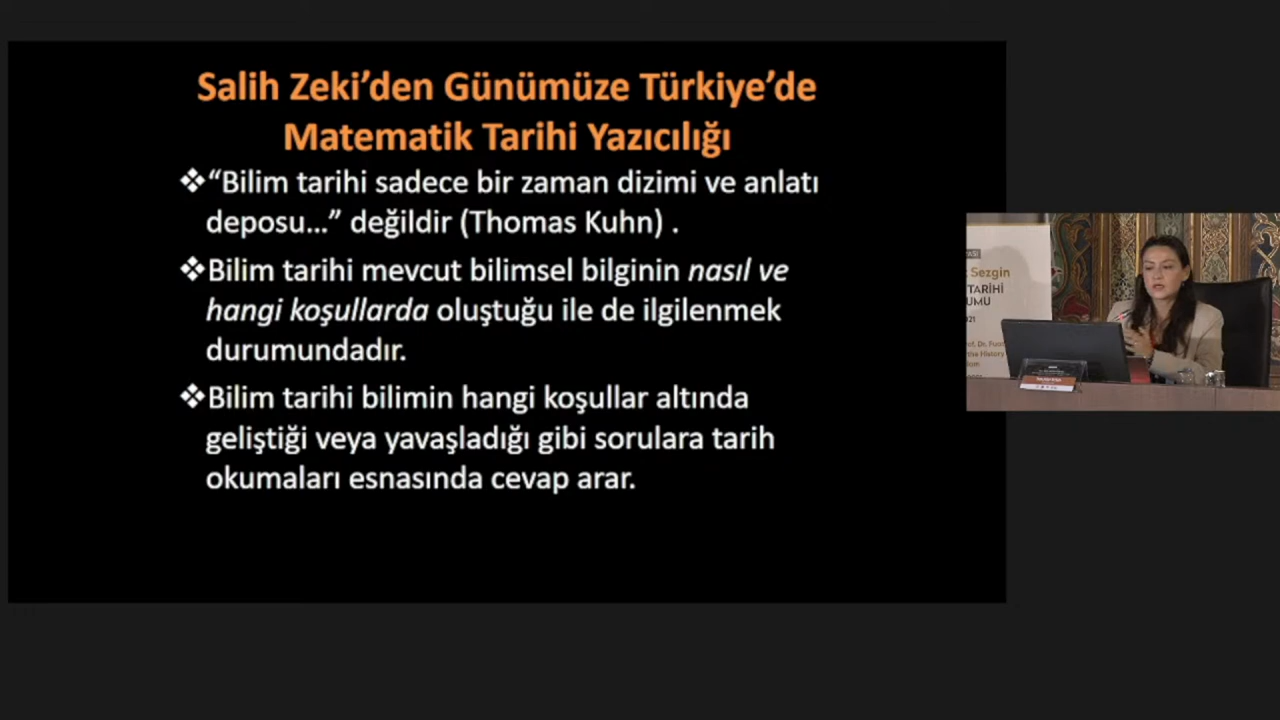 Salih Zeki’den Günümüze Türkiye’de
Matematik Tarihi Yazıcılığı
❖“Bilim tarihi sadece bir zaman dizimi ve anlatı
deposu...” değildir (Thomas Kuhn) .
❖Bilim tarihi mevcut bilimsel bilginin nasıl ve
hangi koşullarda oluştuğu ile de ilgilenmek
durumundadır.
❖Bilim tarihi bilimin hangi koşullar altında
geliştiği veya yavaşladığı gibi sorulara tarih
okumaları esnasında cevap arar.
Sezgin
TARİHİ